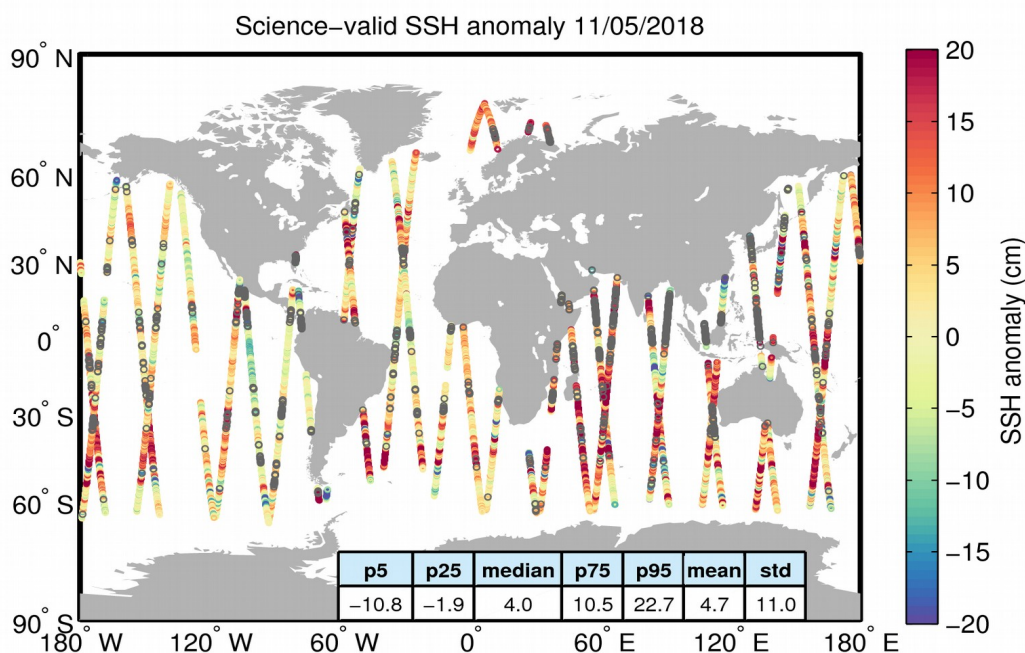 Science−valid SSH anomaly 11/05/2018
90° N
60° N
30° N
0°
30° S
60° S
90° S
180° W
120° W
60° W
0°
60° E
120° E
180° E
p5 p25 median p75 p95 mean std
−10.8 −1.9 4.0 10.5 22.7 4.7 11.0
20
15
10
5
0
−5
−10
−15
−20
SSH anomaly (cm)